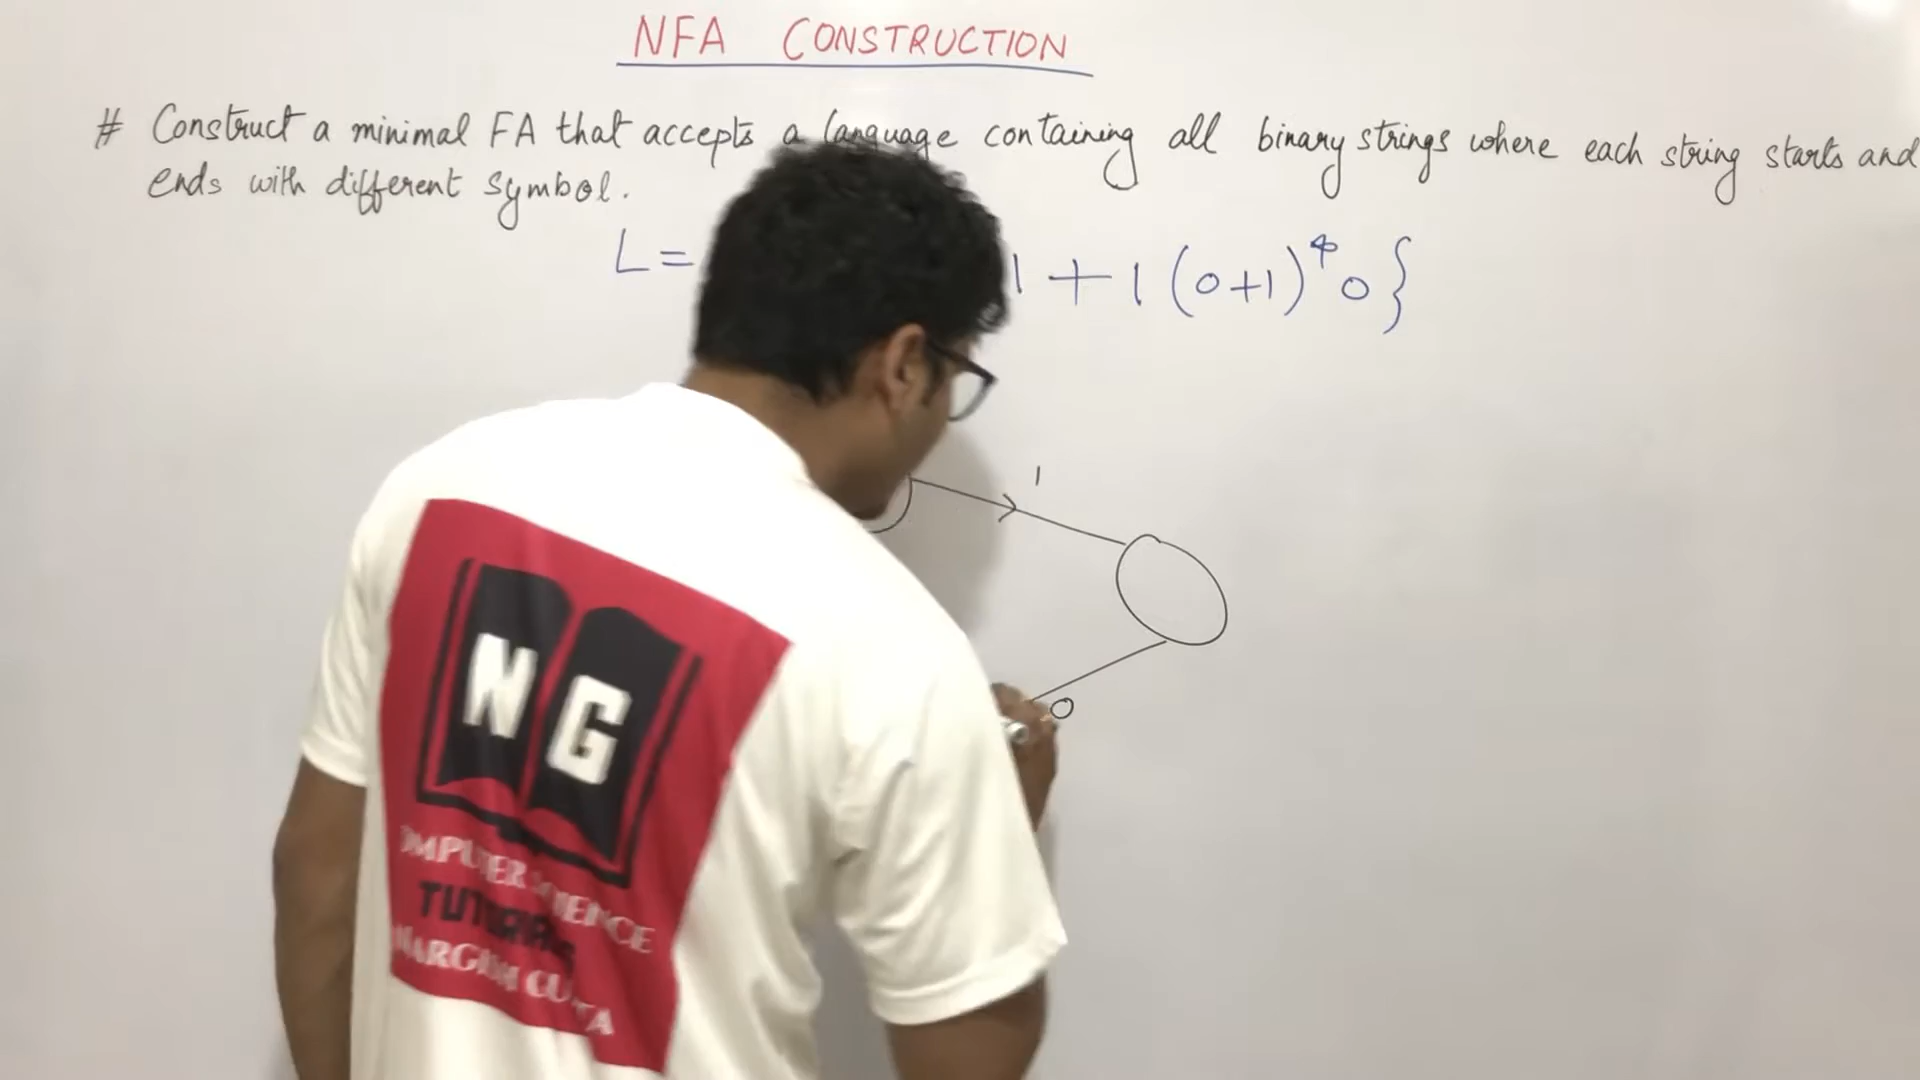 NFA CONSTRUCTION
# Construct a minimal FA that accepts a language containing all binary strings where each string starts and
ends with different symbol.
L= 1 + 1 (0+1)* 0}
1
0
NG
TUTORIALS